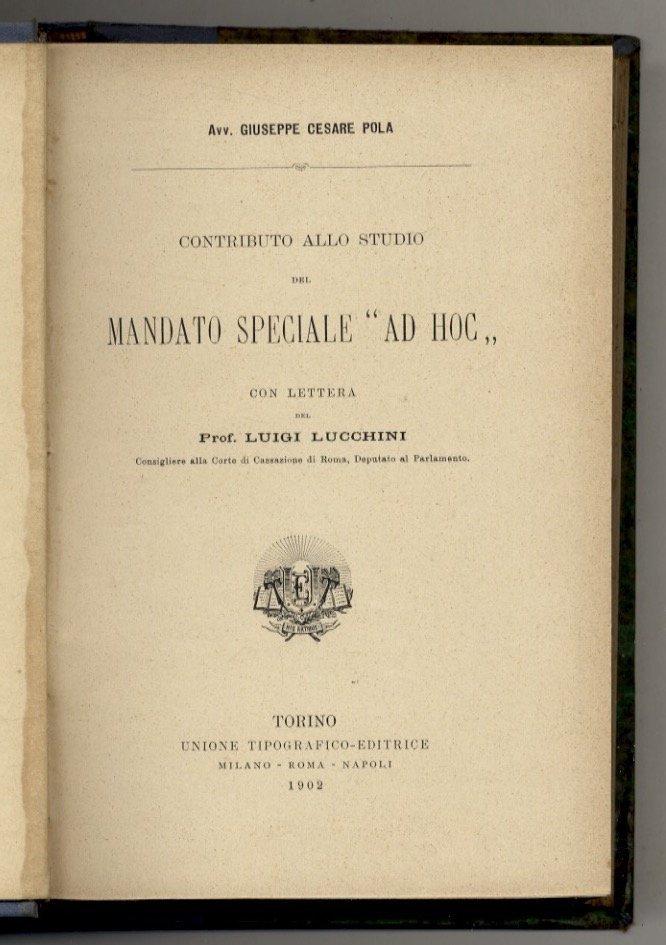 Avv. GIUSEPPE CESARE POLA
CONTRIBUTO ALLO STUDIO
DEL
MANDATO SPECIALE “AD HOC„
CON LETTERA
DEL
Prof. LUIGI LUCCHINI
Consigliere alla Corte di Cassazione di Roma, Deputato al Parlamento.
TORINO
UNIONE TIPOGRAFICO-EDITRICE
MILANO - ROMA - NAPOLI
1902